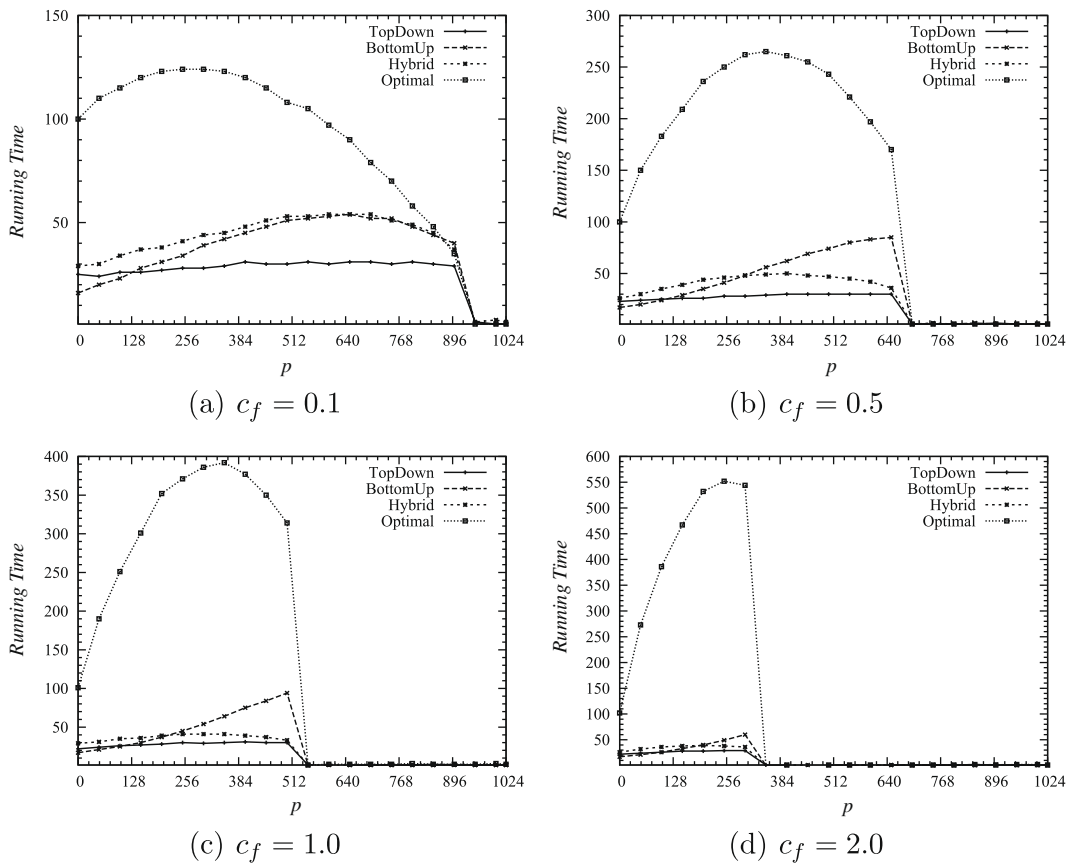 150
100
50
Running Time
TopDown
BottomUp
Hybrid
Optimal
0 128 256 384 512 640 768 896 1024
p
(a) c_f = 0.1
300
250
200
150
100
50
Running Time
TopDown
BottomUp
Hybrid
Optimal
0 128 256 384 512 640 768 896 1024
p
(b) c_f = 0.5
400
350
300
250
200
150
100
50
Running Time
TopDown
BottomUp
Hybrid
Optimal
0 128 256 384 512 640 768 896 1024
p
(c) c_f = 1.0
600
550
500
450
400
350
300
250
200
150
100
50
Running Time
TopDown
BottomUp
Hybrid
Optimal
0 128 256 384 512 640 768 896 1024
p
(d) c_f = 2.0